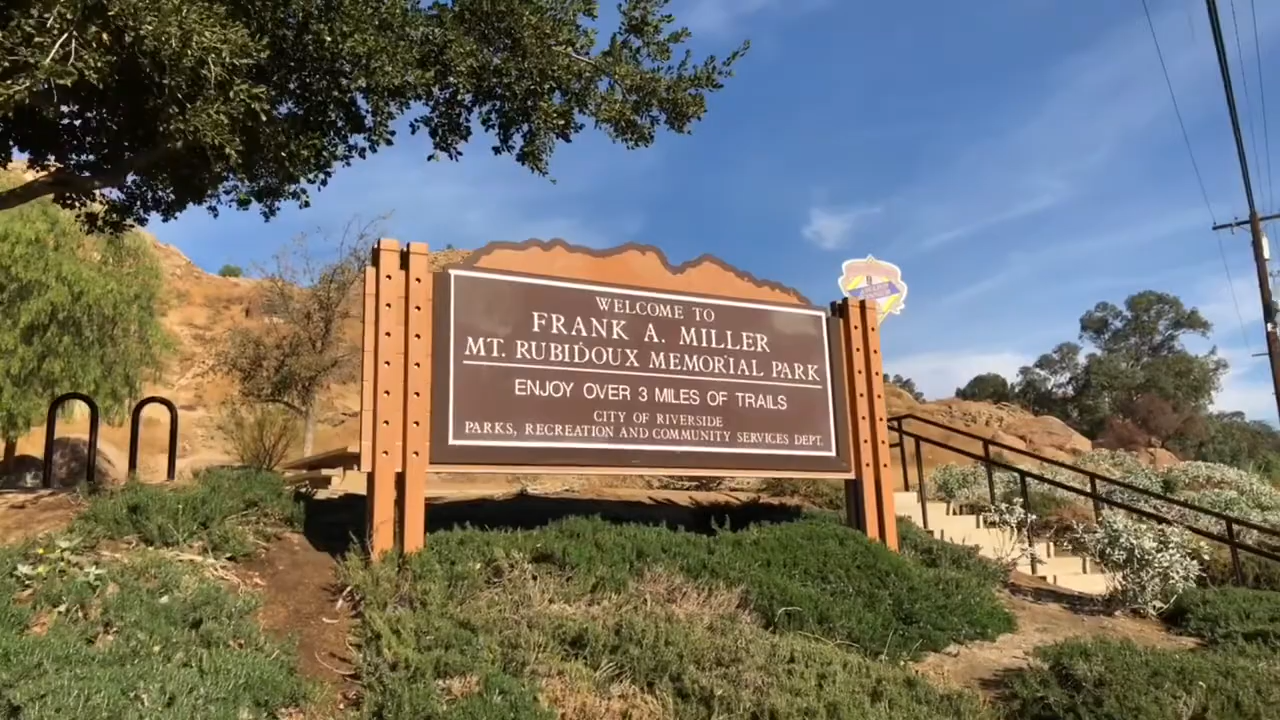 WELCOME TO
FRANK A. MILLER
MT. RUBIDOUX MEMORIAL PARK
ENJOY OVER 3 MILES OF TRAILS
CITY OF RIVERSIDE
PARKS, RECREATION AND COMMUNITY SERVICES DEPT.